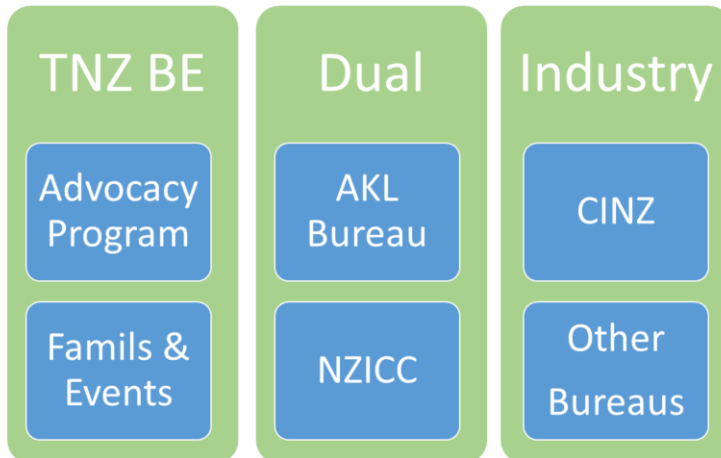 TNZ BE
Advocacy
Program
Famils &
Events
Dual
AKL
Bureau
NZICC
Industry
CINZ
Other
Bureaus